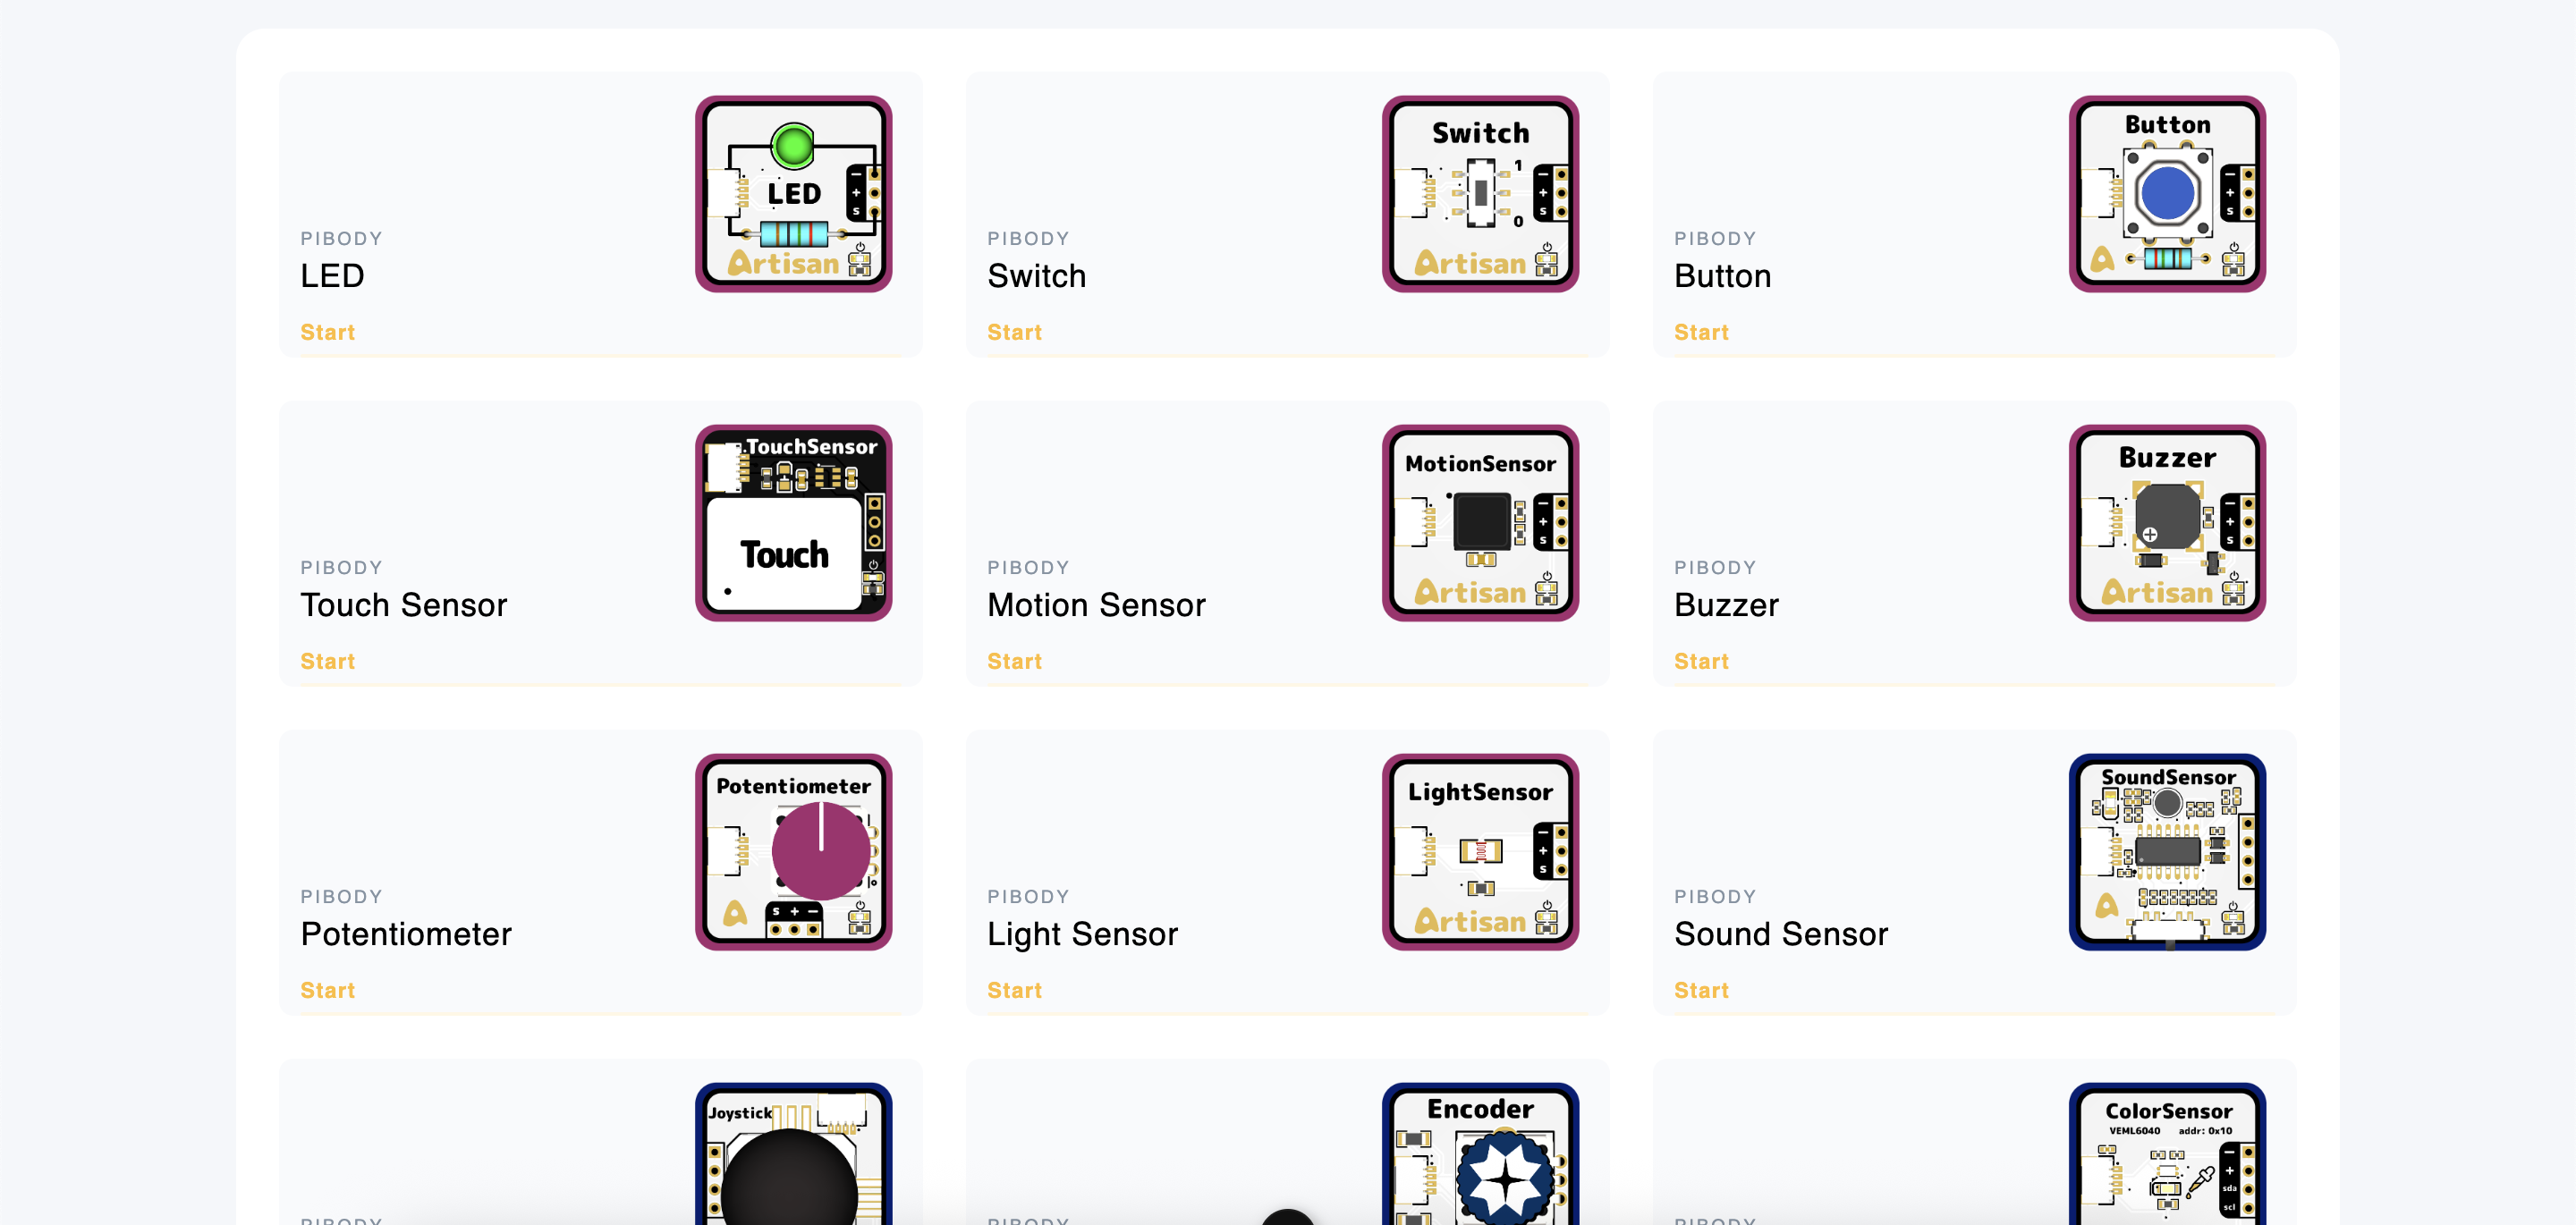 LED
- 
+
s
Artisan
PIBODY
LED
Start
Switch
1
0
-
+
s
Artisan
PIBODY
Switch
Start
Button
-
+
s
A
PIBODY
Button
Start
TouchSensor
Touch
PIBODY
Touch Sensor
Start
MotionSensor
-
+
s
Artisan
PIBODY
Motion Sensor
Start
Buzzer
-
+
s
Artisan
PIBODY
Buzzer
Start
Potentiometer
A
s + -
PIBODY
Potentiometer
Start
LightSensor
-
+
s
Artisan
PIBODY
Light Sensor
Start
SoundSensor
A
PIBODY
Sound Sensor
Start
Joystick
PIBODY
Encoder
PIBODY
ColorSensor
VEML6040 addr: 0x10
-
+
sda
scl
PIBODY